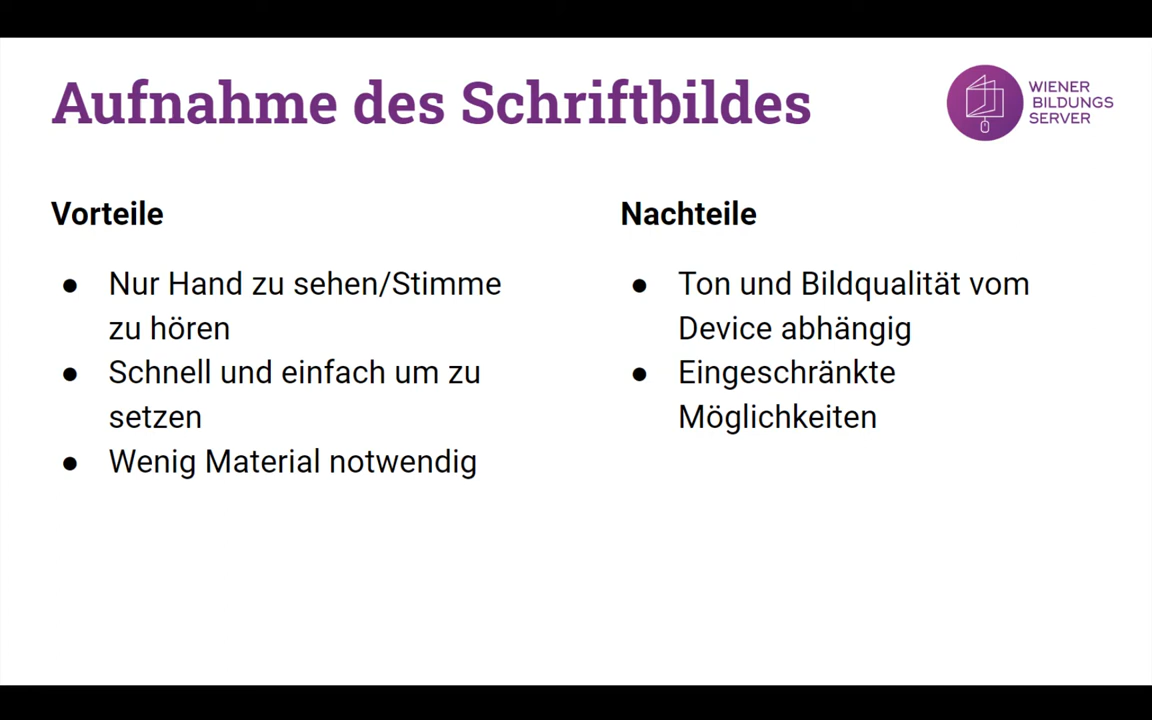 Aufnahme des Schriftbildes
WIENER
BILDUNGS
SERVER
Vorteile
● Nur Hand zu sehen/Stimme
zu hören
● Schnell und einfach um zu
setzen
● Wenig Material notwendig
Nachteile
● Ton und Bildqualität vom
Device abhängig
● Eingeschränkte
Möglichkeiten